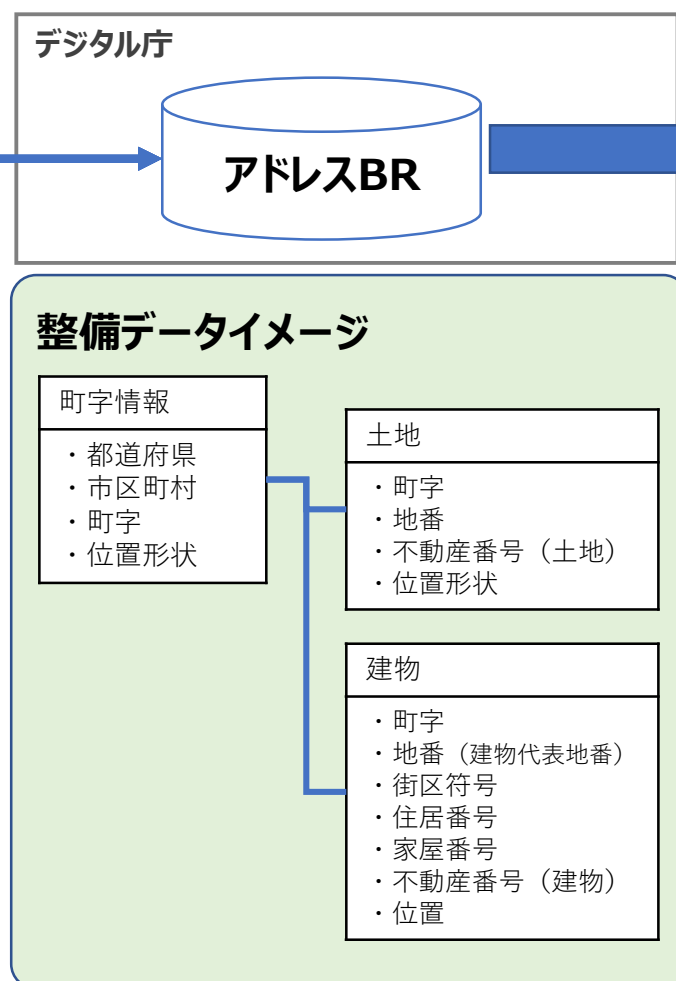 デジタル庁
アドレスBR
整備データイメージ
町字情報
・都道府県
・市区町村
・町字
・位置形状
土地
・町字
・地番
・不動産番号（土地）
・位置形状
建物
・町字
・地番（建物代表地番）
・街区符号
・住居番号
・家屋番号
・不動産番号（建物）
・位置